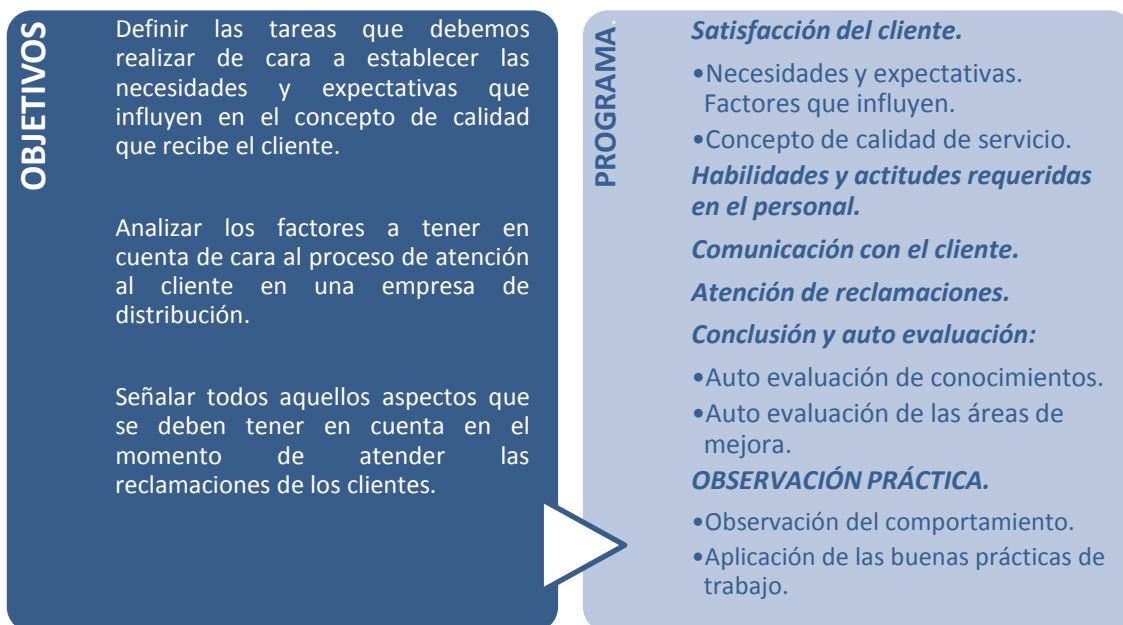 OBJETIVOS
Definir las tareas que debemos
realizar de cara a establecer las
necesidades y expectativas que
influyen en el concepto de calidad
que recibe el cliente.
Analizar los factores a tener en
cuenta de cara al proceso de atención
al cliente en una empresa de
distribución.
Señalar todos aquellos aspectos que
se deben tener en cuenta en el
momento de atender las
reclamaciones de los clientes.
PROGRAMA.
Satisfacción del cliente.
•Necesidades y expectativas.
Factores que influyen.
•Concepto de calidad de servicio.
Habilidades y actitudes requeridas
en el personal.
Comunicación con el cliente.
Atención de reclamaciones.
Conclusión y auto evaluación:
•Auto evaluación de conocimientos.
•Auto evaluación de las áreas de
mejora.
OBSERVACIÓN PRÁCTICA.
•Observación del comportamiento.
•Aplicación de las buenas prácticas de
trabajo.